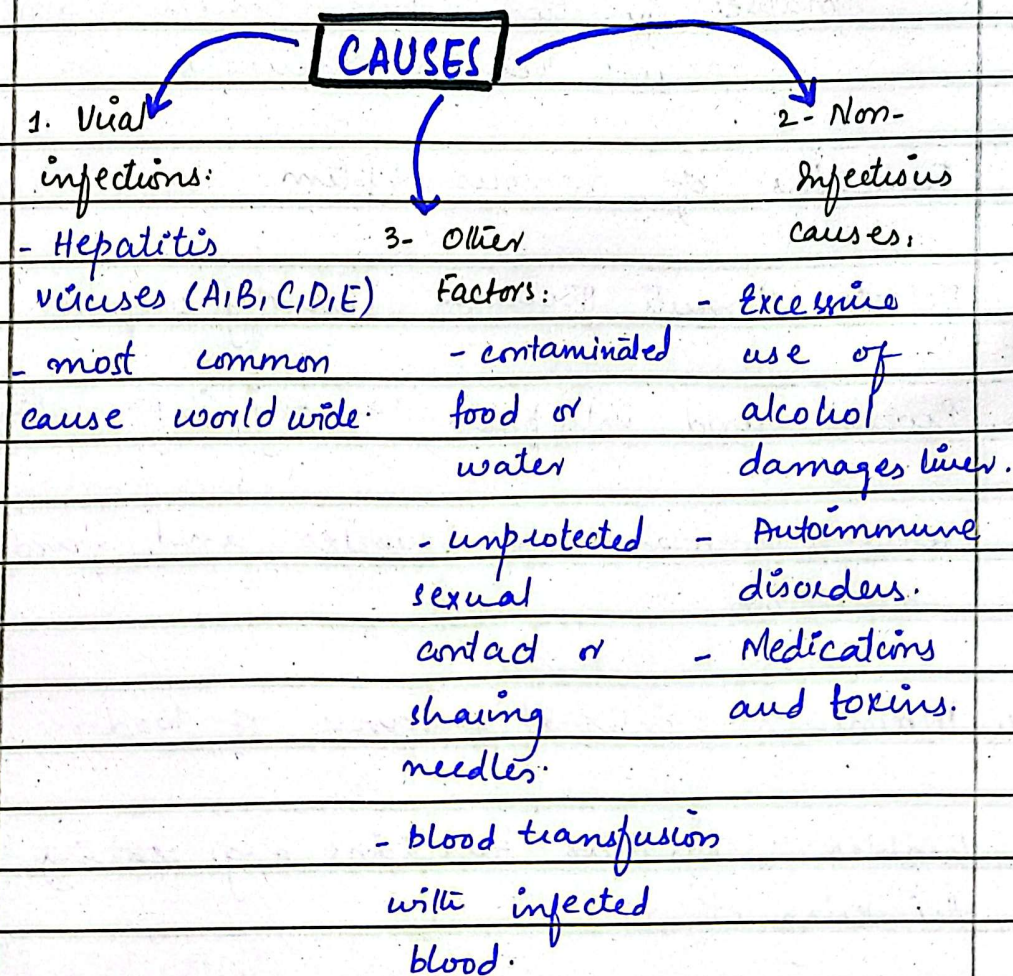 CAUSES
1. Viral
infections:
- Hepatitis
viruses (A,B,C,D,E)
- most common
cause world wide.
2- Non-
Infectious
causes.
- Excessive
use of
alcohol
damages liver.
- Autoimmune
disorders.
- Medications
and toxins.
3- Other
Factors:
- contaminated
food or
water
- unprotected
sexual
contact or
sharing
needles.
- blood transfusion
with infected
blood.